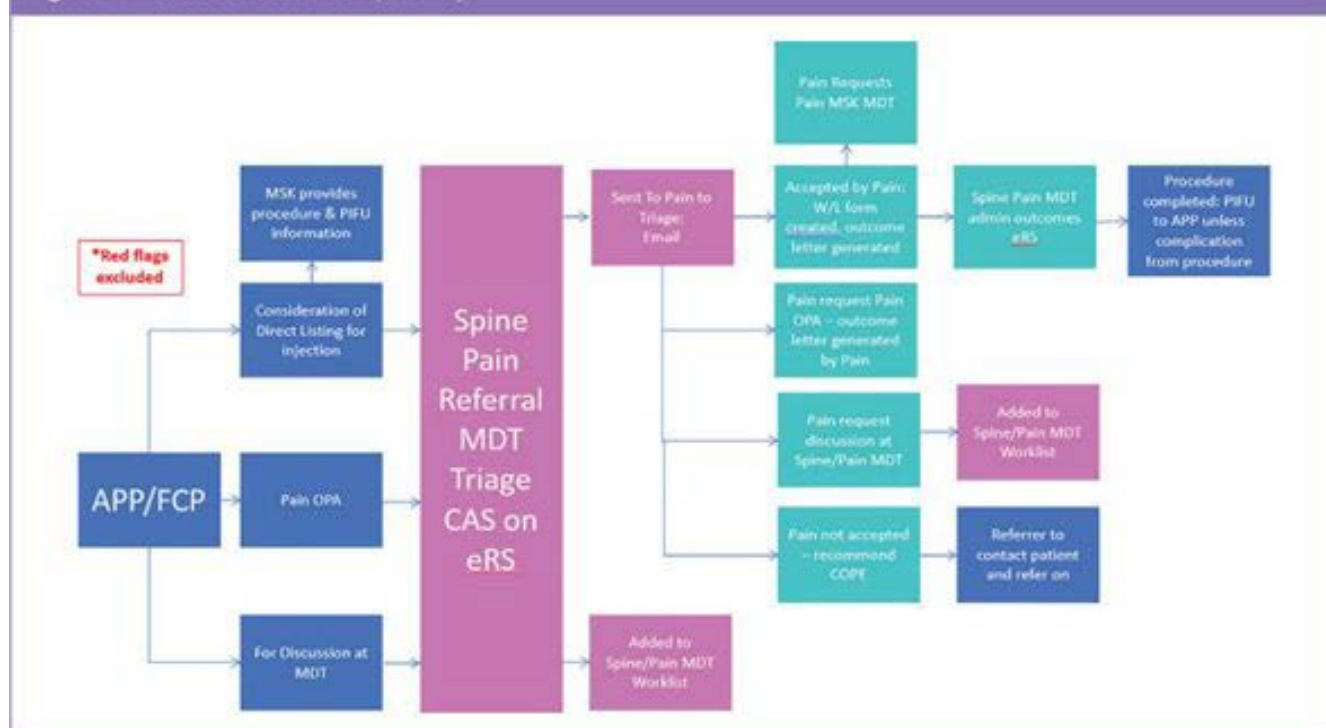 Pain Requests
Pain MSK MDT
MSK provides
procedure & PIFU
information
Sent To Pain to
Triage:
Email
Accepted by Pain:
W/L form
created, outcome
letter generated
Spine Pain MDT
admin outcomes
eRS
Procedure
completed: PIFU
to APP unless
complication
from procedure
*Red flags
excluded
Consideration of
Direct Listing for
injection
Spine
Pain
Referral
MDT
Triage
CAS on
eRS
Pain request Pain
OPA – outcome
letter generated
by Pain
Pain request
discussion at
Spine/Pain MDT
Added to
Spine/Pain MDT
Worklist
APP/FCP
Pain OPA
Pain not accepted
– recommend
COPE
Referrer to
contact patient
and refer on
For Discussion at
MDT
Added to
Spine/Pain MDT
Worklist